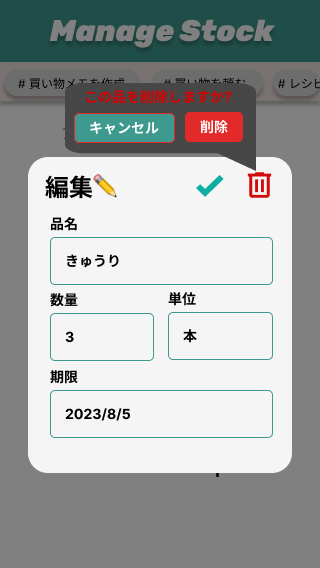 Manage Stock
# 買い物メモを作成 # 買い物を頼む # レシピ
この品を削除しますか?
キャンセル 削除
編集✏️
品名
きゅうり
数量 単位
3 本
期限
2023/8/5